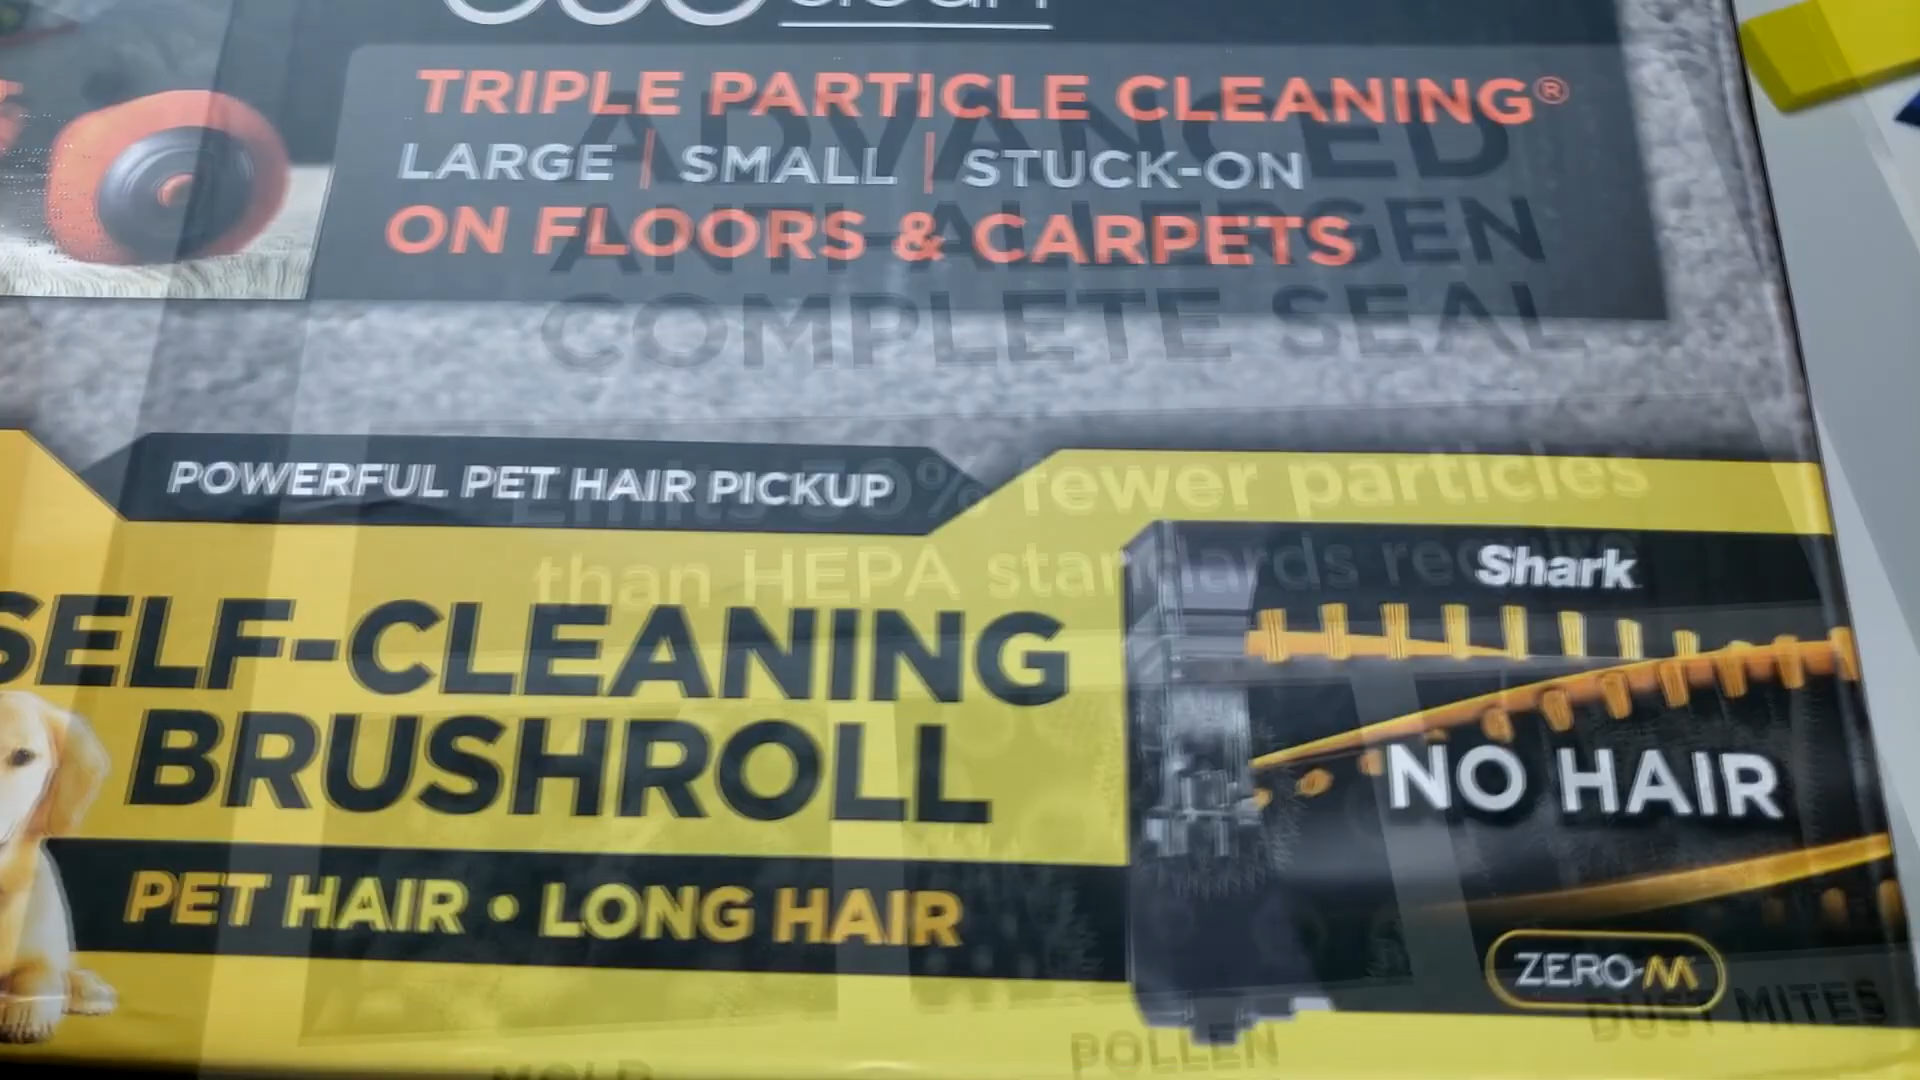 TRIPLE PARTICLE CLEANING®
LARGE | SMALL | STUCK-ON
ON FLOORS & CARPETS
ADVANCED
ANTI-ALLERGEN
COMPLETE SEAL
POWERFUL PET HAIR PICKUP
Emits 50% fewer particles
than HEPA standards
SELF-CLEANING
BRUSHROLL
PET HAIR • LONG HAIR
Shark
NO HAIR
ZERO-M
DUST MITES
POLLEN
MOLD